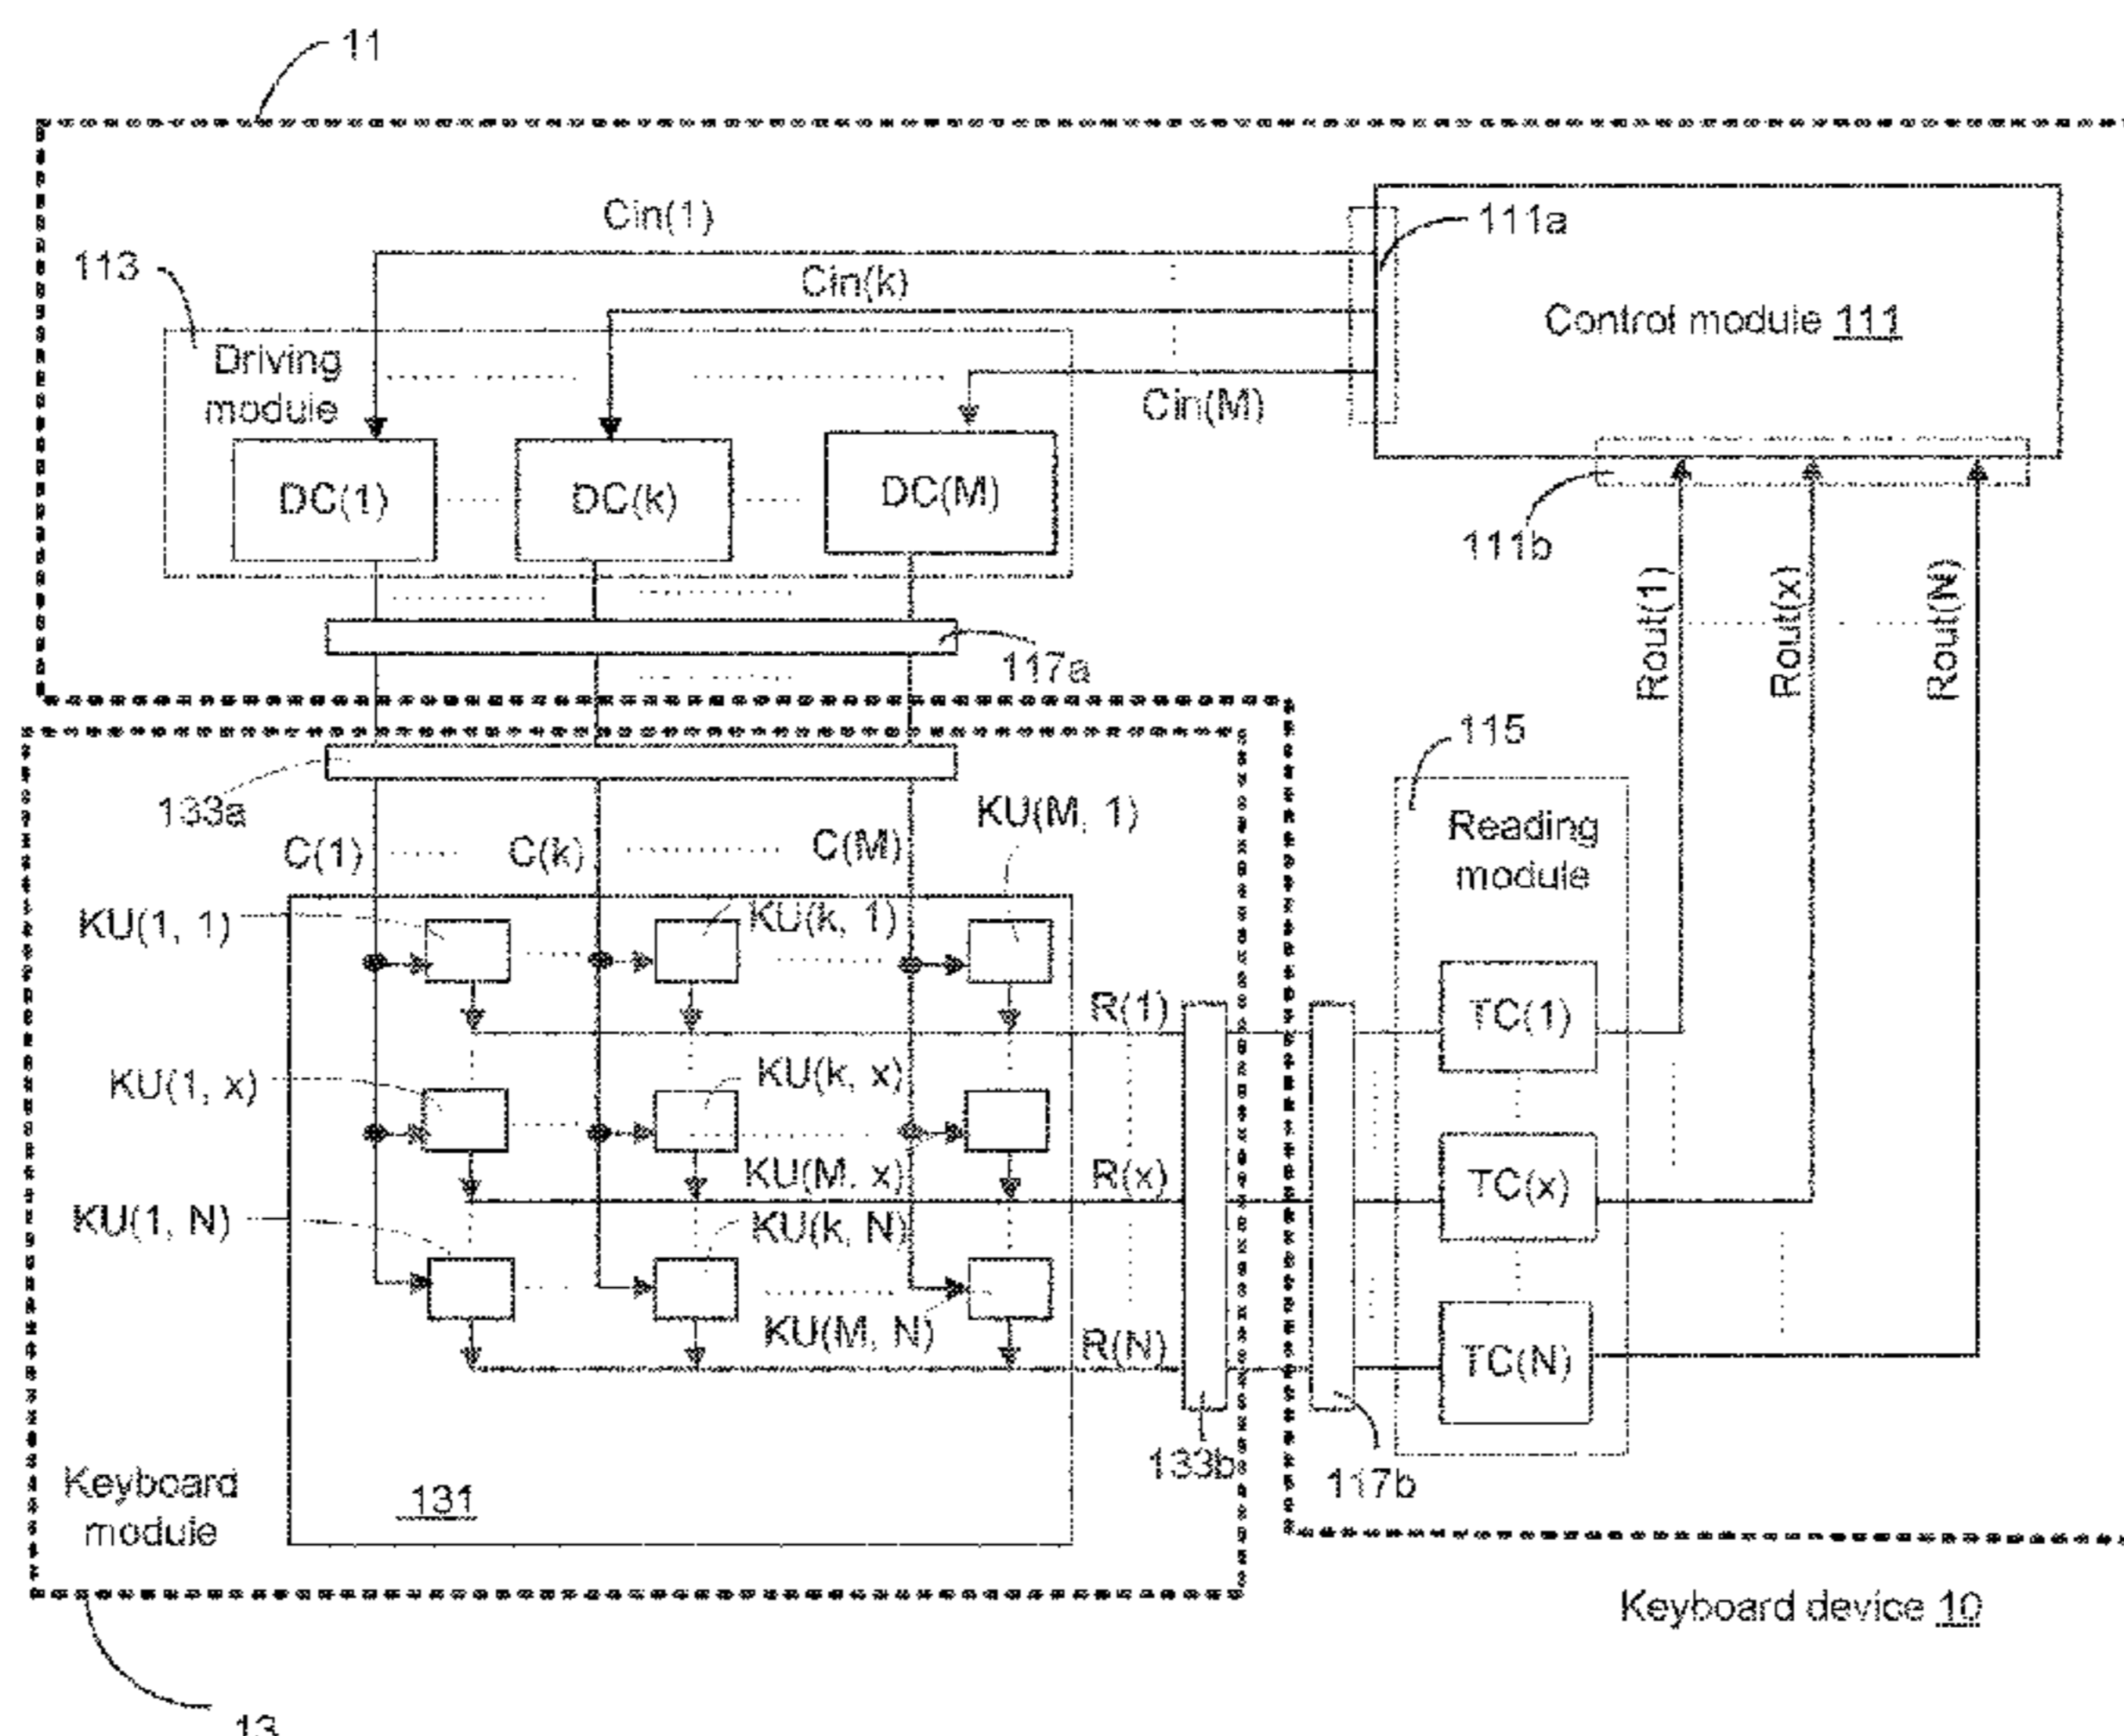 11
Cin(1)
111a
113
Cin(k)
Control module 111
Driving
module
Cin(M)
DC(1)
DC(k)
DC(M)
111b
Rout(1)
Rout(x)
Rout(N)
117a
115
133a
KU(M, 1)
Reading
module
C(1)
C(k)
C(M)
KU(1, 1)
KU(k, 1)
R(1)
TC(1)
KU(1, x)
KU(k, x)
KU(M, x)
R(x)
TC(x)
KU(1, N)
KU(k, N)
KU(M, N)
R(N)
TC(N)
133b
117b
Keyboard
module
131
Keyboard device 10
13